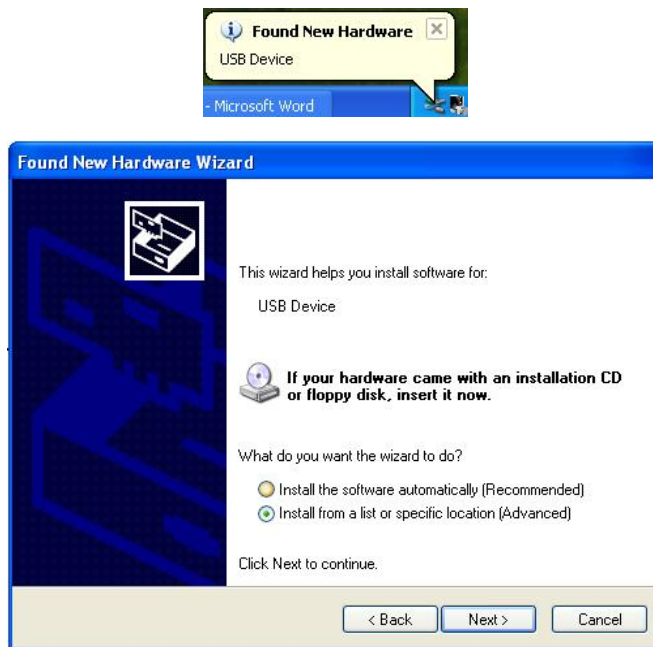 Found New Hardware
USB Device
- Microsoft Word
Found New Hardware Wizard
This wizard helps you install software for:
USB Device
If your hardware came with an installation CD
or floppy disk, insert it now.
What do you want the wizard to do?
Install the software automatically (Recommended)
Install from a list or specific location (Advanced)
Click Next to continue.
< Back Next > Cancel